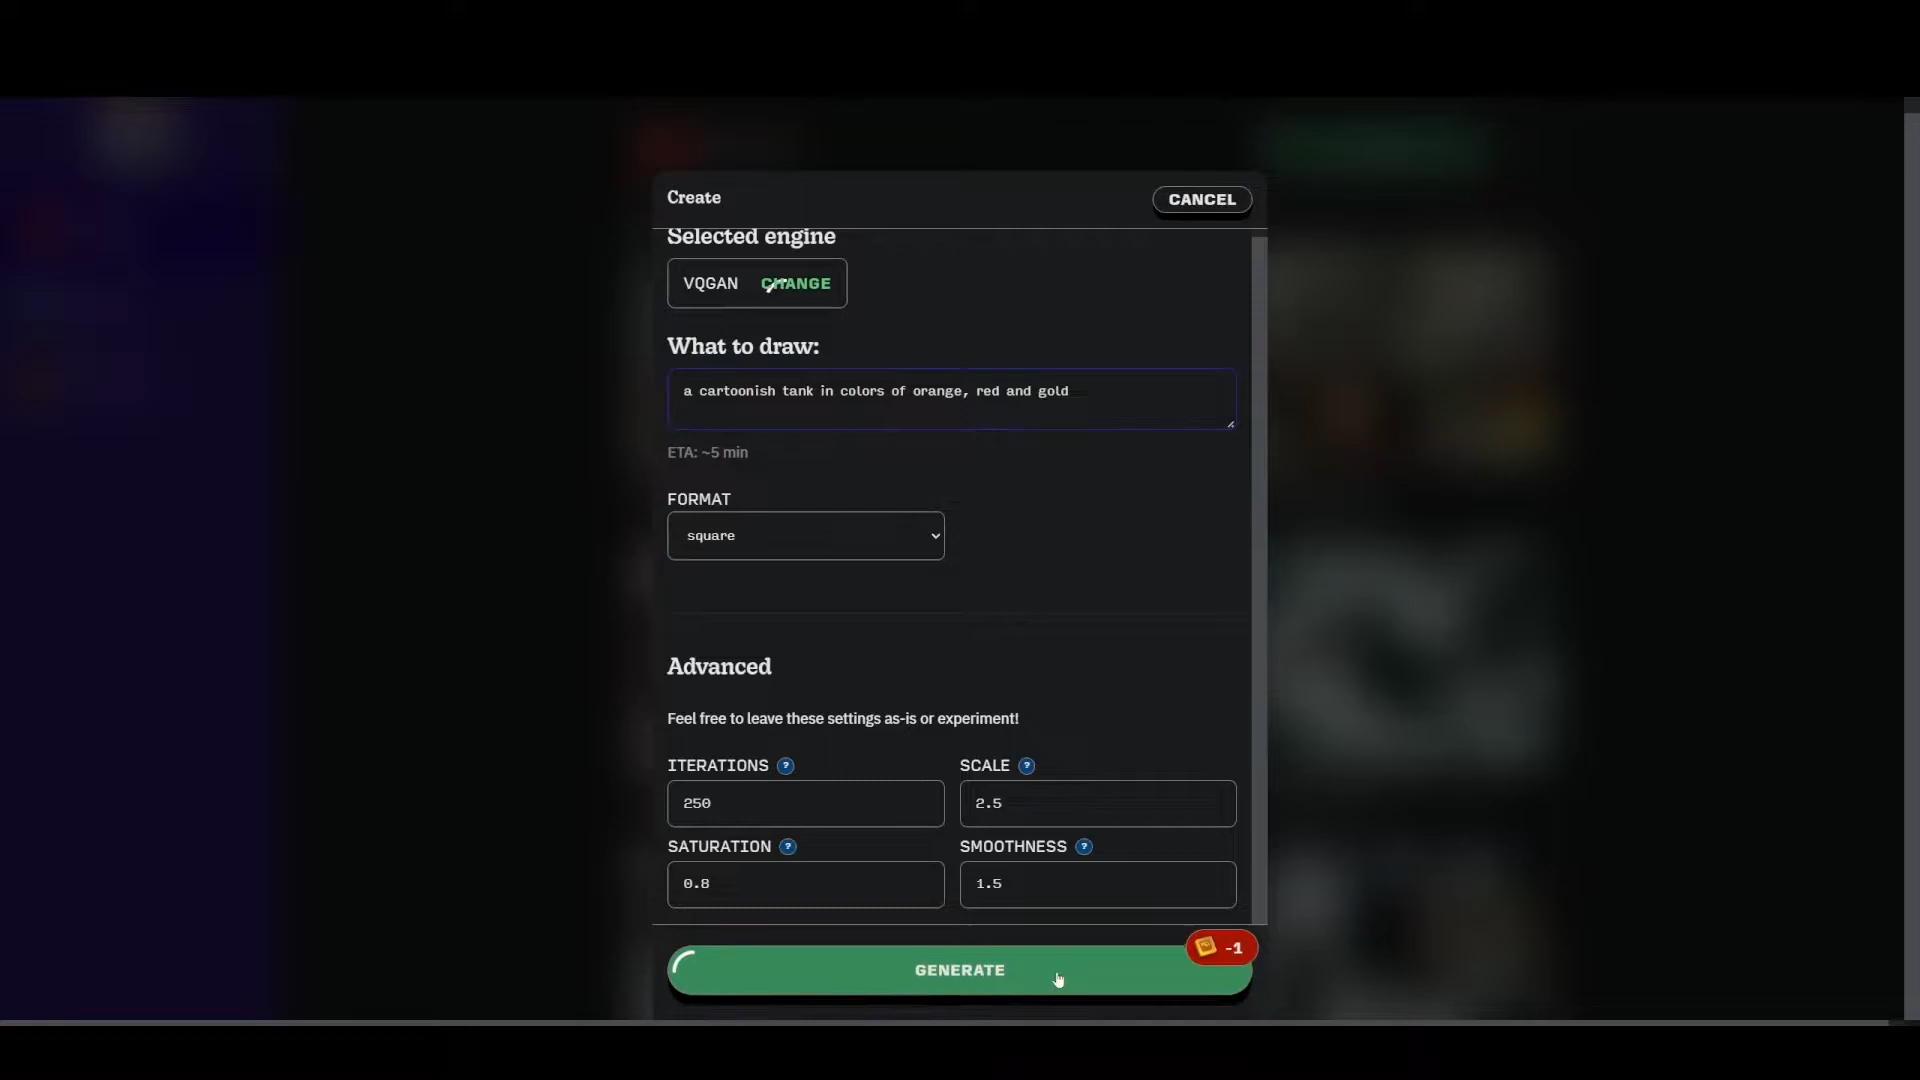 Create
CANCEL
Selected engine
VQGAN CHANGE
What to draw:
a cartoonish tank in colors of orange, red and gold
ETA: ~5 min
FORMAT
square
Advanced
Feel free to leave these settings as-is or experiment!
ITERATIONS ? SCALE ?
250 2.5
SATURATION ? SMOOTHNESS ?
0.8 1.5
-1
GENERATE